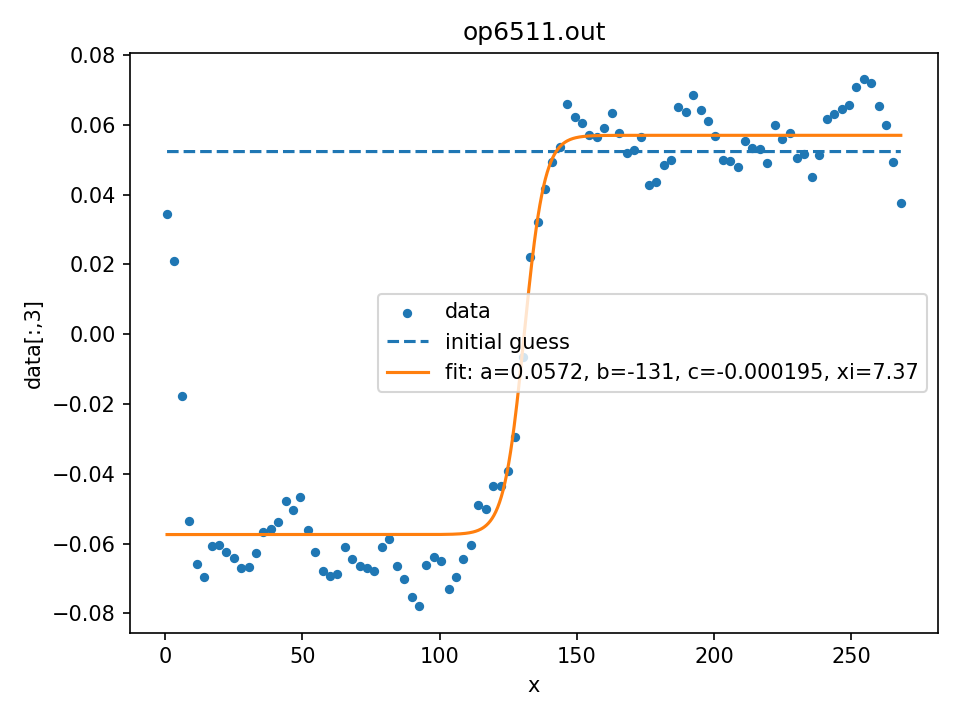 op6511.out
0.08
0.06
0.04
0.02
0.00
−0.02
−0.04
−0.06
−0.08
data[:,3]
data
initial guess
fit: a=0.0572, b=-131, c=-0.000195, xi=7.37
0 50 100 150 200 250
x